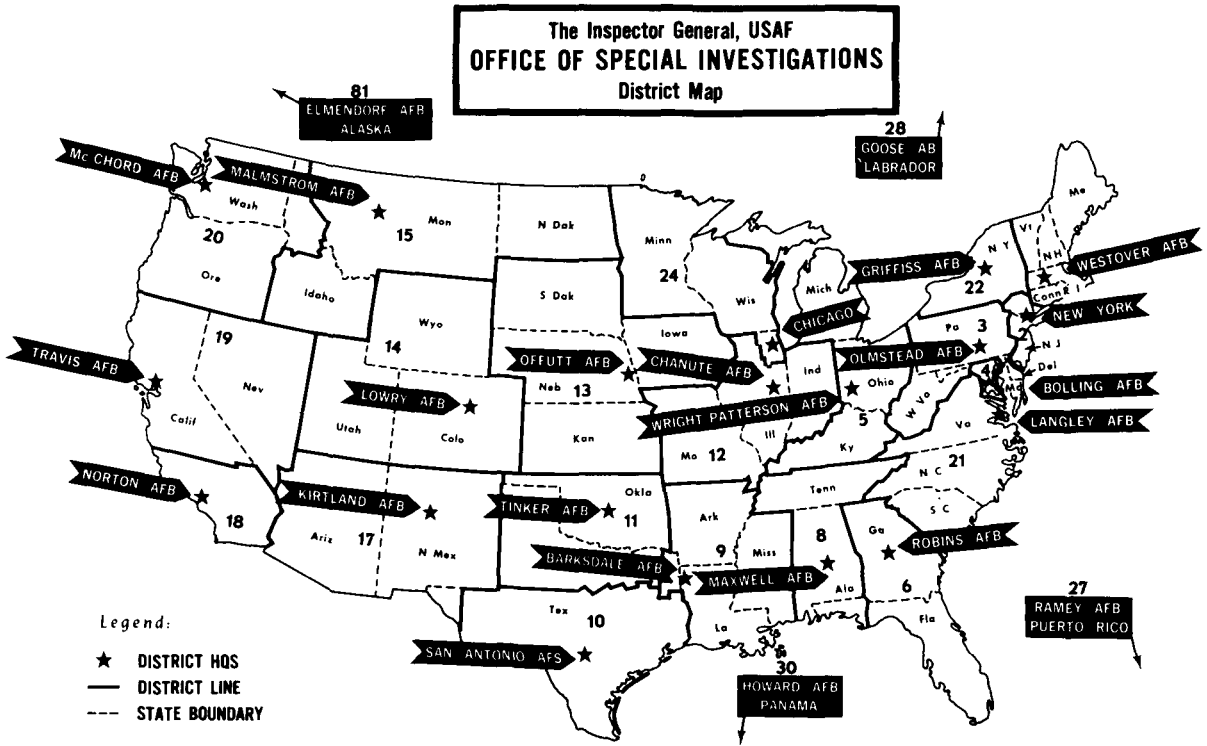 The Inspector General, USAF
OFFICE OF SPECIAL INVESTIGATIONS
District Map
81
ELMENDORF AFB
ALASKA
28
GOOSE AB
LABRADOR
Mc CHORD AFB
MALMSTROM AFB
Wash
Mon
15
N Dak
Minn
24
Me
Vt
N Y
N H
WESTOVER AFB
GRIFFISS AFB
22
20
Ore
Idaho
S Dak
Wis
Mich
Conn
R I
Wyo
Iowa
CHICAGO
Pa
3
NEW YORK
19
14
TRAVIS AFB
OFFUTT AFB
CHANUTE AFB
OLMSTEAD AFB
N J
Ind
Ohio
4
Del
Md
BOLLING AFB
Nev
Neb
13
LOWRY AFB
WRIGHT PATTERSON AFB
W Va
LANGLEY AFB
Calif
Utah
Colo
Kan
Ill
5
Va
Ky
Mo
12
21
N C
NORTON AFB
KIRTLAND AFB
TINKER AFB
Okla
11
Tenn
S C
18
Ariz
17
N Mex
Ark
9
Miss
8
Ga
ROBINS AFB
BARKSDALE AFB
MAXWELL AFB
Ala
6
27
RAMEY AFB
PUERTO RICO
Tex
10
La
Fla
SAN ANTONIO AFS
30
HOWARD AFB
PANAMA
Legend:
DISTRICT HQS
DISTRICT LINE
STATE BOUNDARY